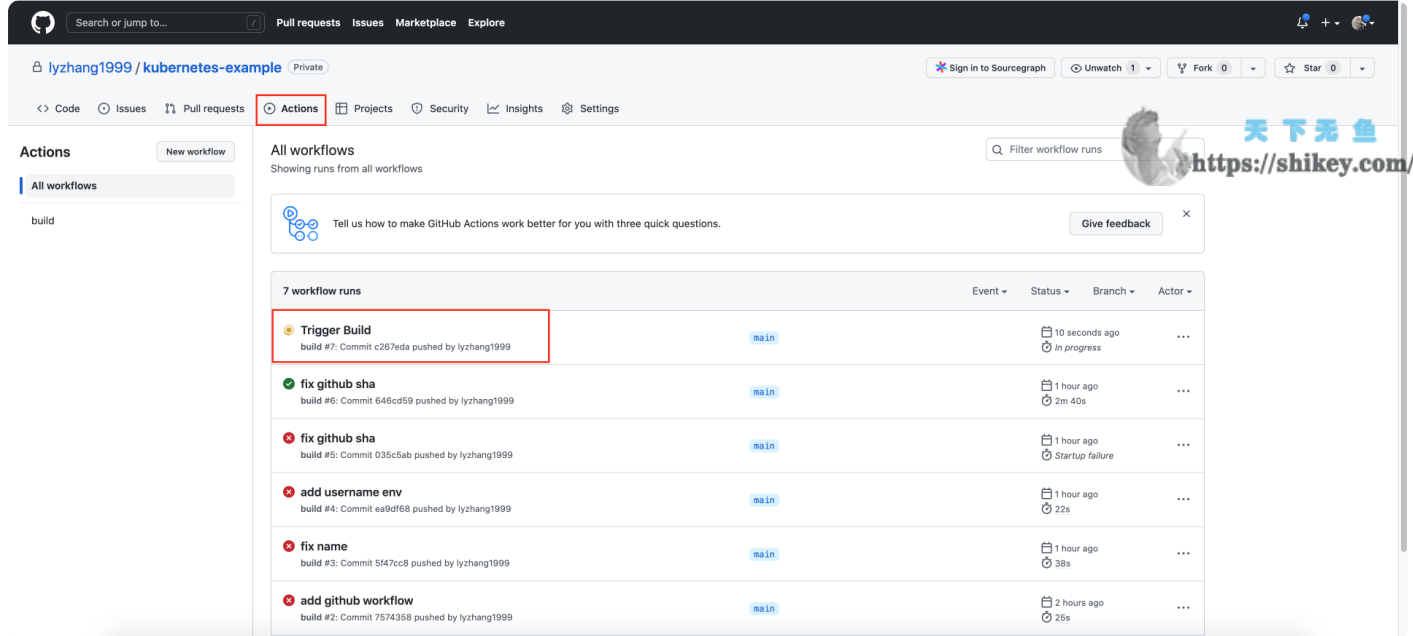 Search or jump to... /
Pull requests Issues Marketplace Explore
lyzhang1999 / kubernetes-example Private
Sign in to Sourcegraph Unwatch 1 Fork 0 Star 0
Code Issues Pull requests Actions Projects Security Insights Settings
Actions New workflow
All workflows
build
All workflows
Showing runs from all workflows
Filter workflow runs
天下无鱼
https://shikey.com/
Tell us how to make GitHub Actions work better for you with three quick questions.
Give feedback
7 workflow runs Event Status Branch Actor
Trigger Build
build #7: Commit c267eda pushed by lyzhang1999
main
10 seconds ago
In progress
fix github sha
build #6: Commit 646cd59 pushed by lyzhang1999
main
1 hour ago
2m 40s
fix github sha
build #5: Commit 035c5ab pushed by lyzhang1999
main
1 hour ago
Startup failure
add username env
build #4: Commit ea9df68 pushed by lyzhang1999
main
1 hour ago
22s
fix name
build #3: Commit 5f47cc8 pushed by lyzhang1999
main
1 hour ago
38s
add github workflow
build #2: Commit 7574358 pushed by lyzhang1999
main
2 hours ago
25s